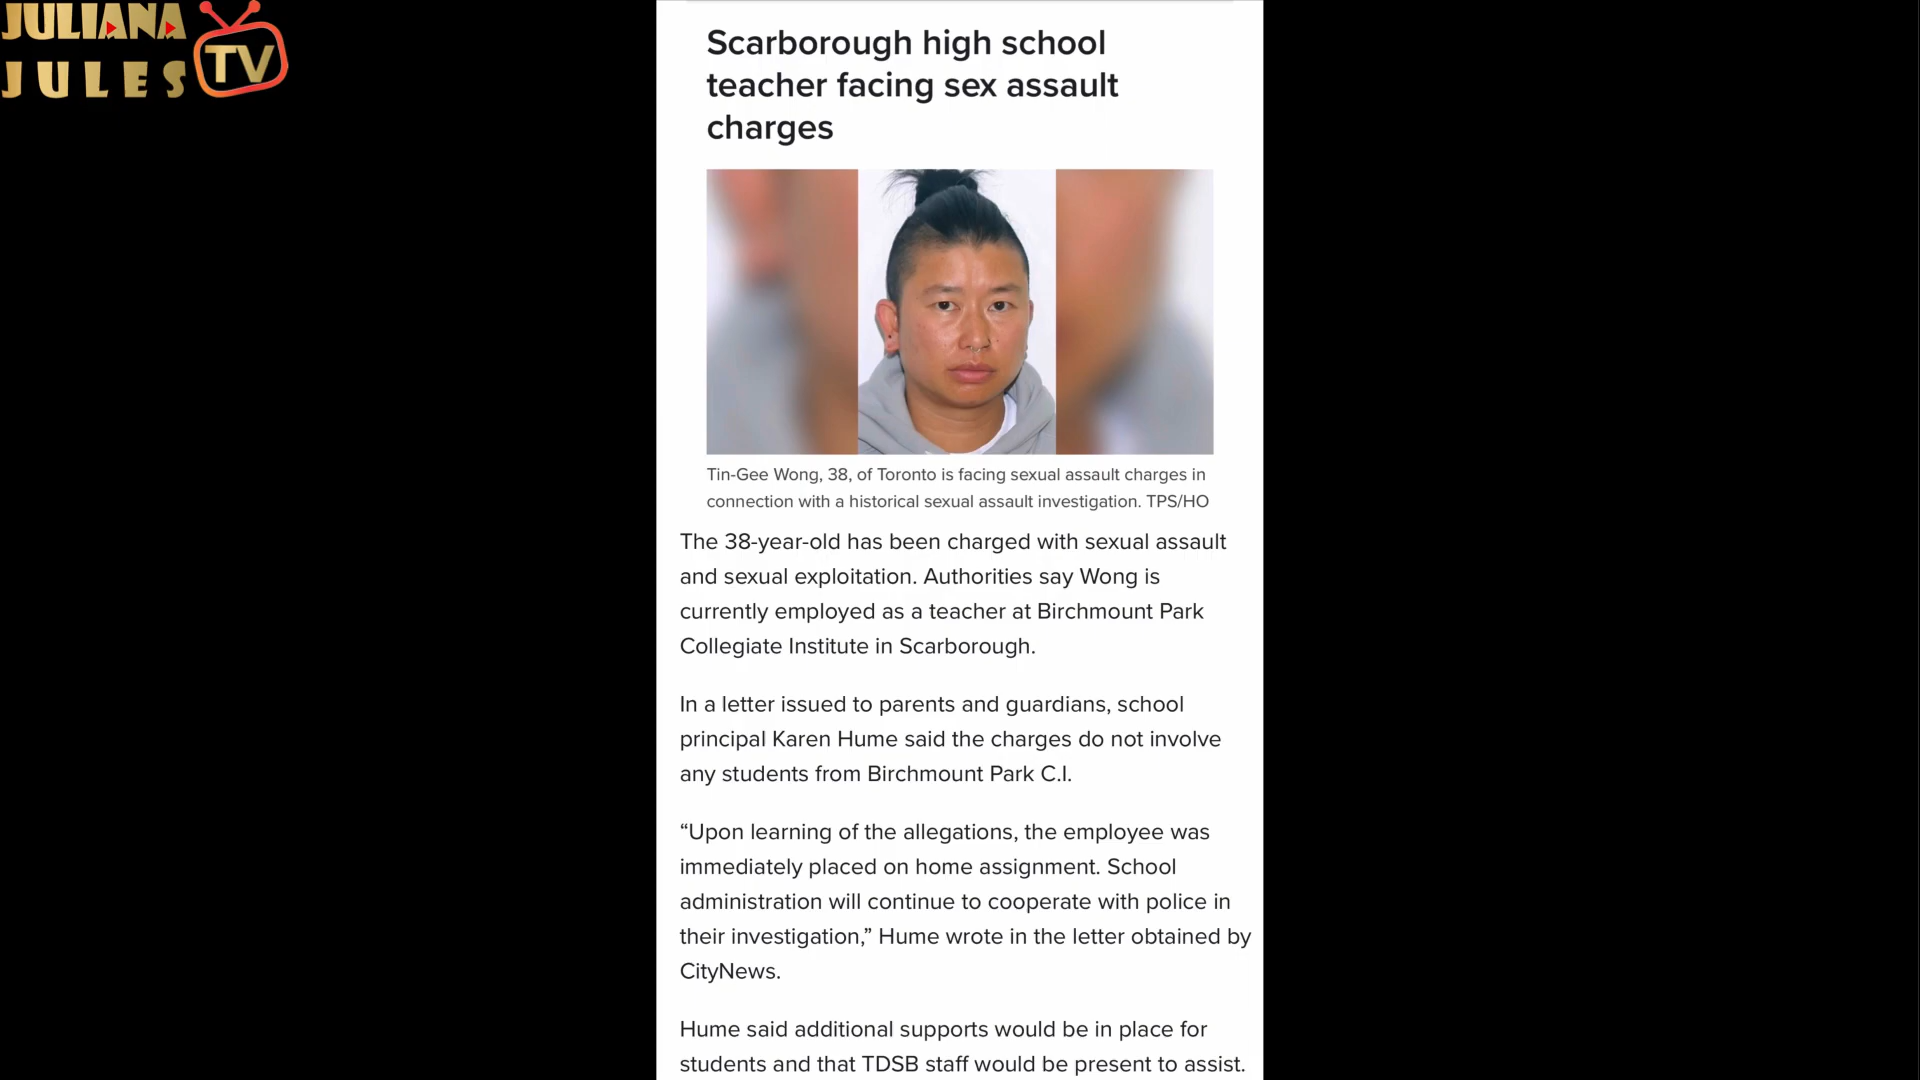 JULIANA
JULES TV
Scarborough high school
teacher facing sex assault
charges
Tin-Gee Wong, 38, of Toronto is facing sexual assault charges in
connection with a historical sexual assault investigation. TPS/HO
The 38-year-old has been charged with sexual assault
and sexual exploitation. Authorities say Wong is
currently employed as a teacher at Birchmount Park
Collegiate Institute in Scarborough.
In a letter issued to parents and guardians, school
principal Karen Hume said the charges do not involve
any students from Birchmount Park C.I.
“Upon learning of the allegations, the employee was
immediately placed on home assignment. School
administration will continue to cooperate with police in
their investigation,” Hume wrote in the letter obtained by
CityNews.
Hume said additional supports would be in place for
students and that TDSB staff would be present to assist.